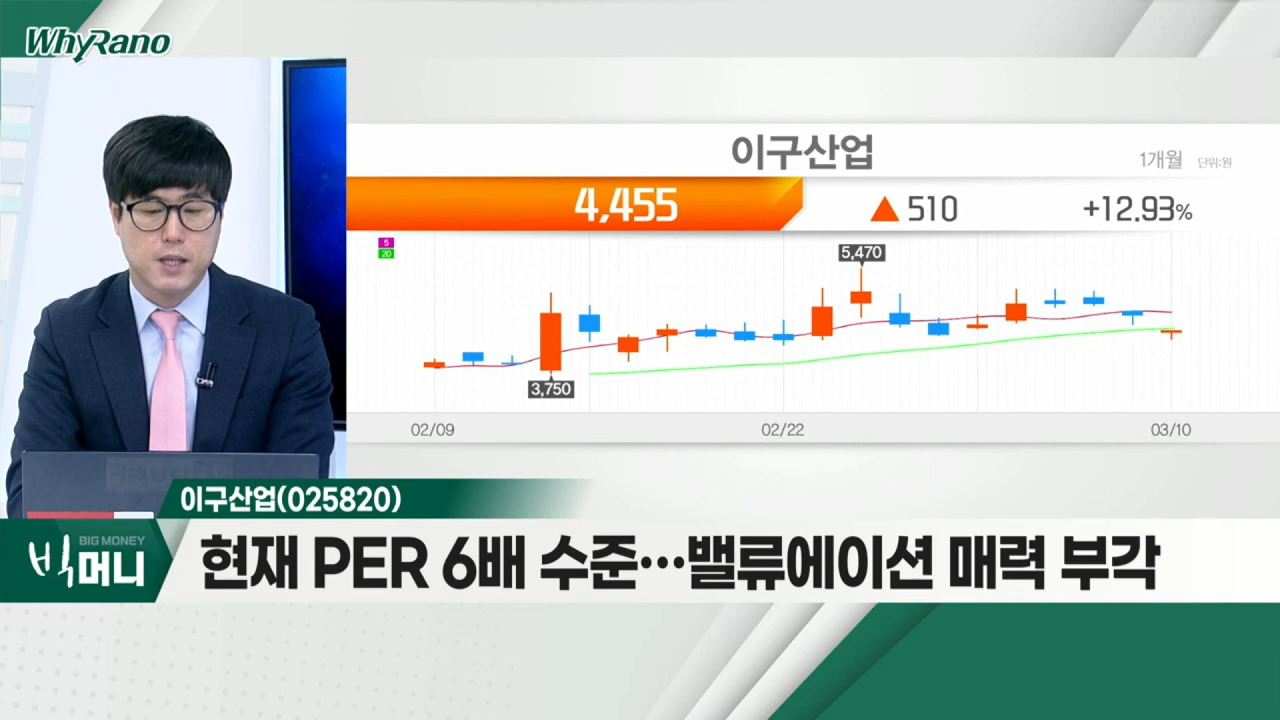 WhyRano
이구산업
1개월 단위:원
4,455
▲510
+12.93%
5
20
5,470
3,750
02/09 02/22 03/10
이구산업(025820)
BIG MONEY
빅머니
현재 PER 6배 수준…밸류에이션 매력 부각